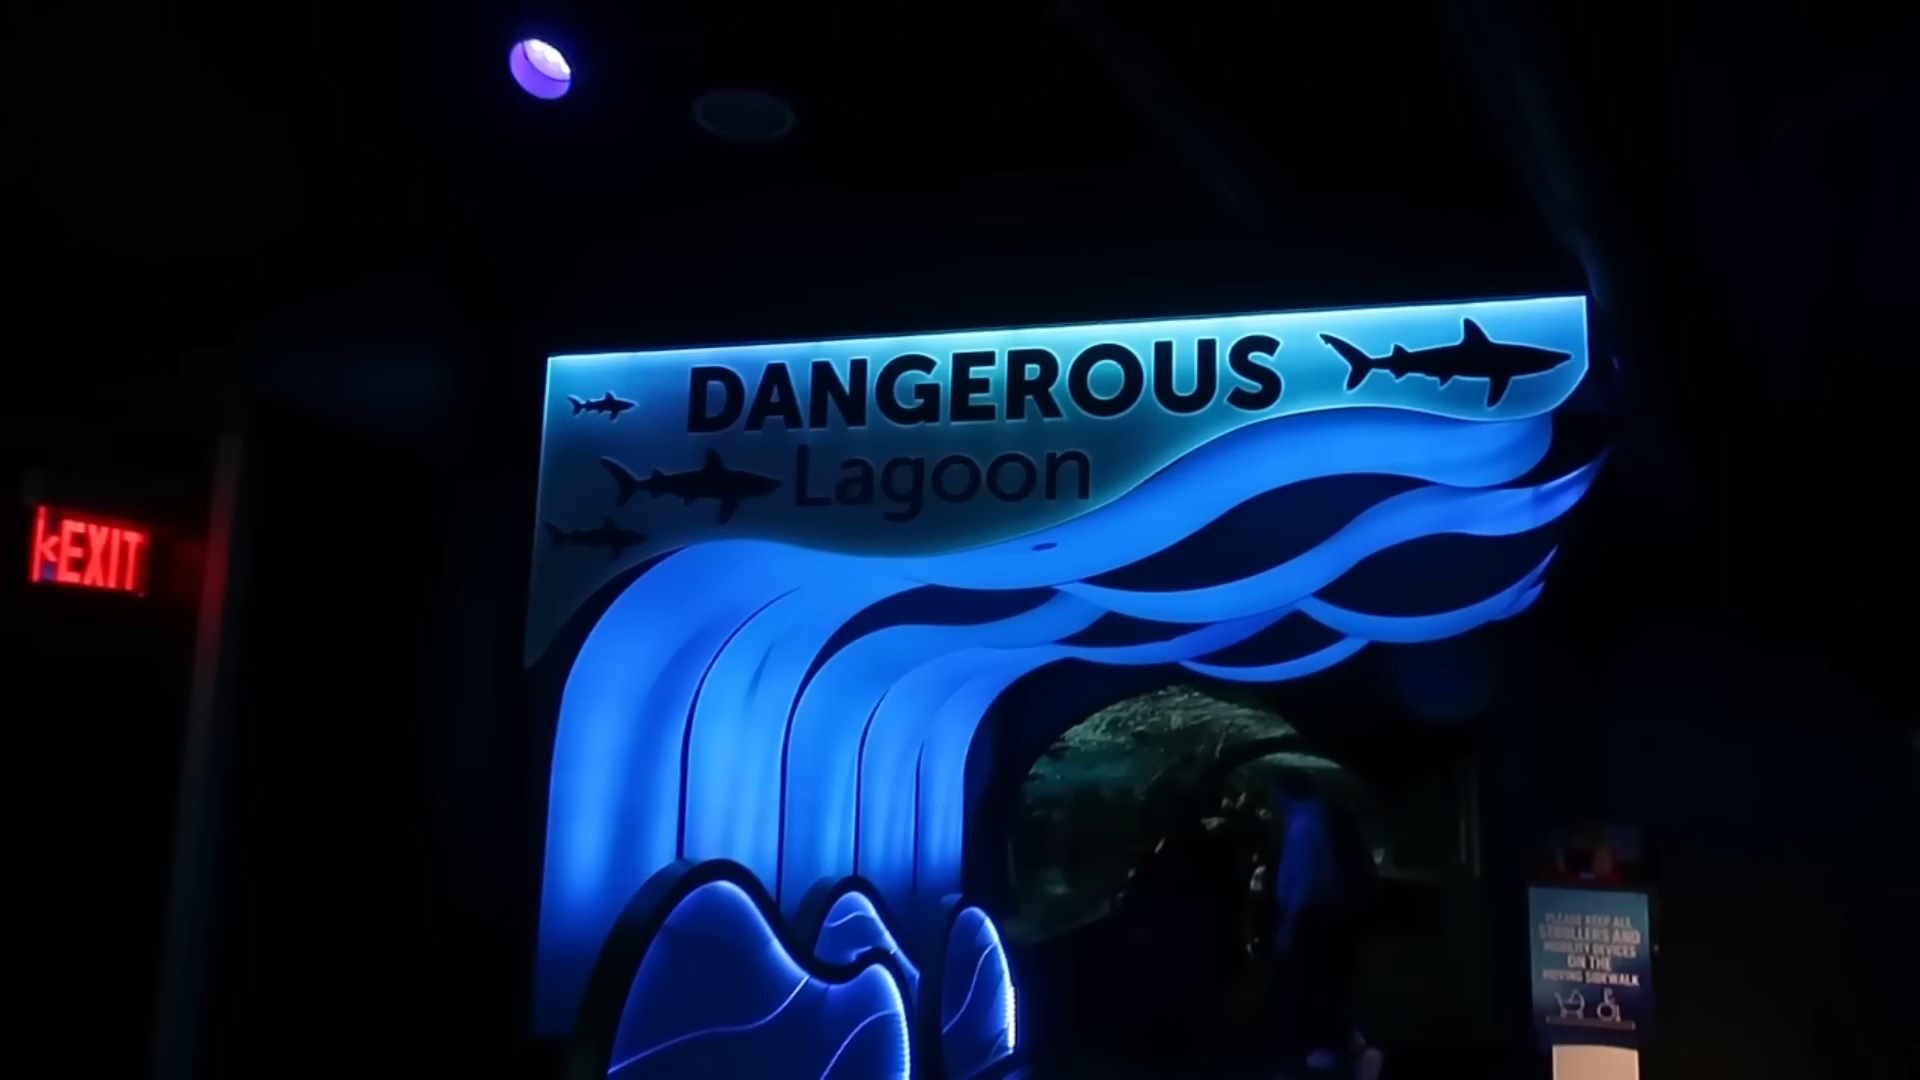 DANGEROUS
Lagoon
<EXIT
PLEASE KEEP ALL
STROLLERS AND
MOBILITY DEVICES
ON THE
MOVING SIDEWALK